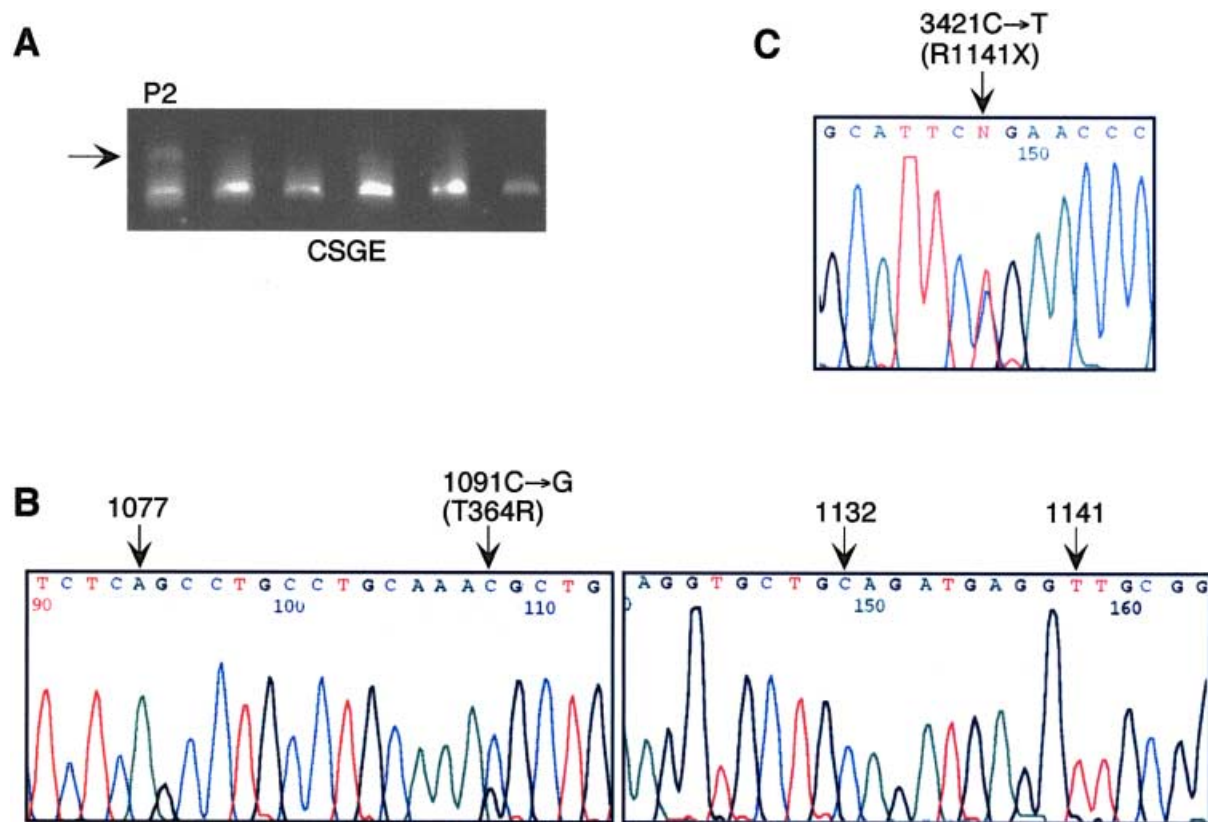 A
P2
CSGE
C
3421C→T
(R1141X)
G C A T T C N G A A C C C
150
B
1077
1091C→G
(T364R)
1132
1141
T C T C A G C C T G C C T G C A A A C G C T G
90 100 110
A G G T G C T G C A G A T G A G G T T G C G G
150 160